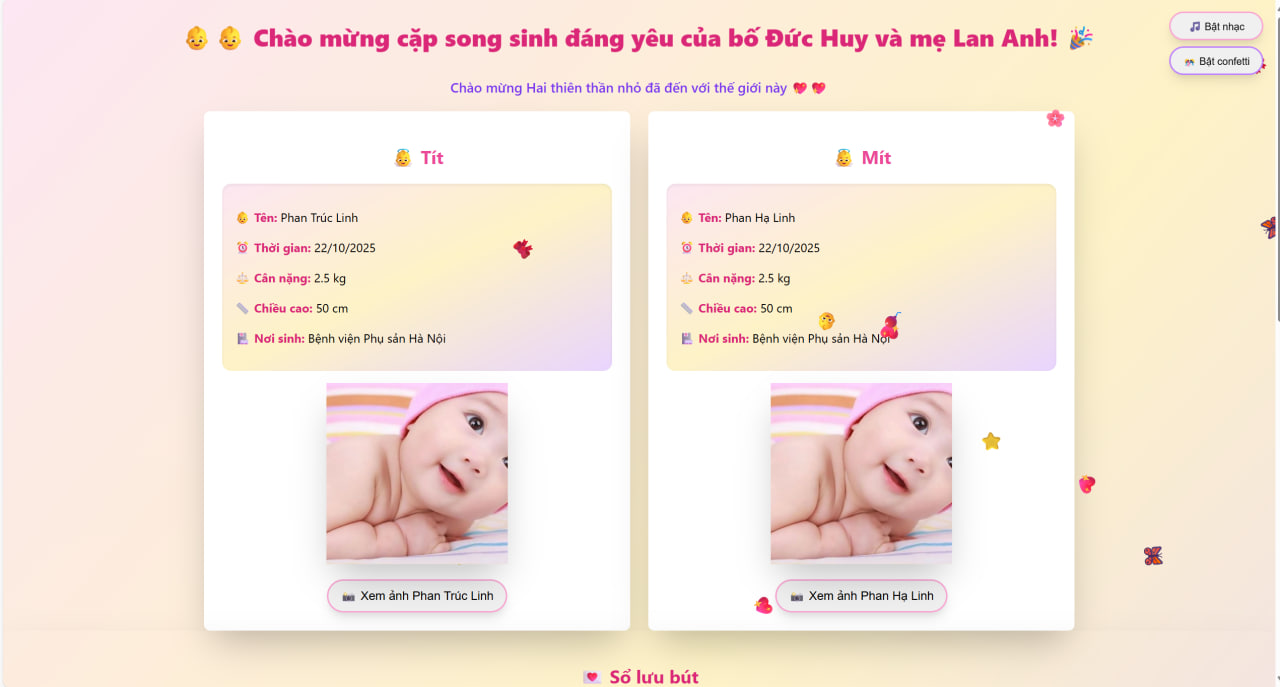 👶 👶 Chào mừng cặp song sinh đáng yêu của bố Đức Huy và mẹ Lan Anh! 🎉
🎵 Bật nhạc
🎊 Bật confetti
Chào mừng Hai thiên thần nhỏ đã đến với thế giới này 💖 💖
👼 Tít
👶 Tên: Phan Trúc Linh
⏰ Thời gian: 22/10/2025
⚖️ Cân nặng: 2.5 kg
📏 Chiều cao: 50 cm
🏥 Nơi sinh: Bệnh viện Phụ sản Hà Nội
📸 Xem ảnh Phan Trúc Linh
👼 Mít
👶 Tên: Phan Hạ Linh
⏰ Thời gian: 22/10/2025
⚖️ Cân nặng: 2.5 kg
📏 Chiều cao: 50 cm
🏥 Nơi sinh: Bệnh viện Phụ sản Hà Nội
📸 Xem ảnh Phan Hạ Linh
💌 Sổ lưu bút